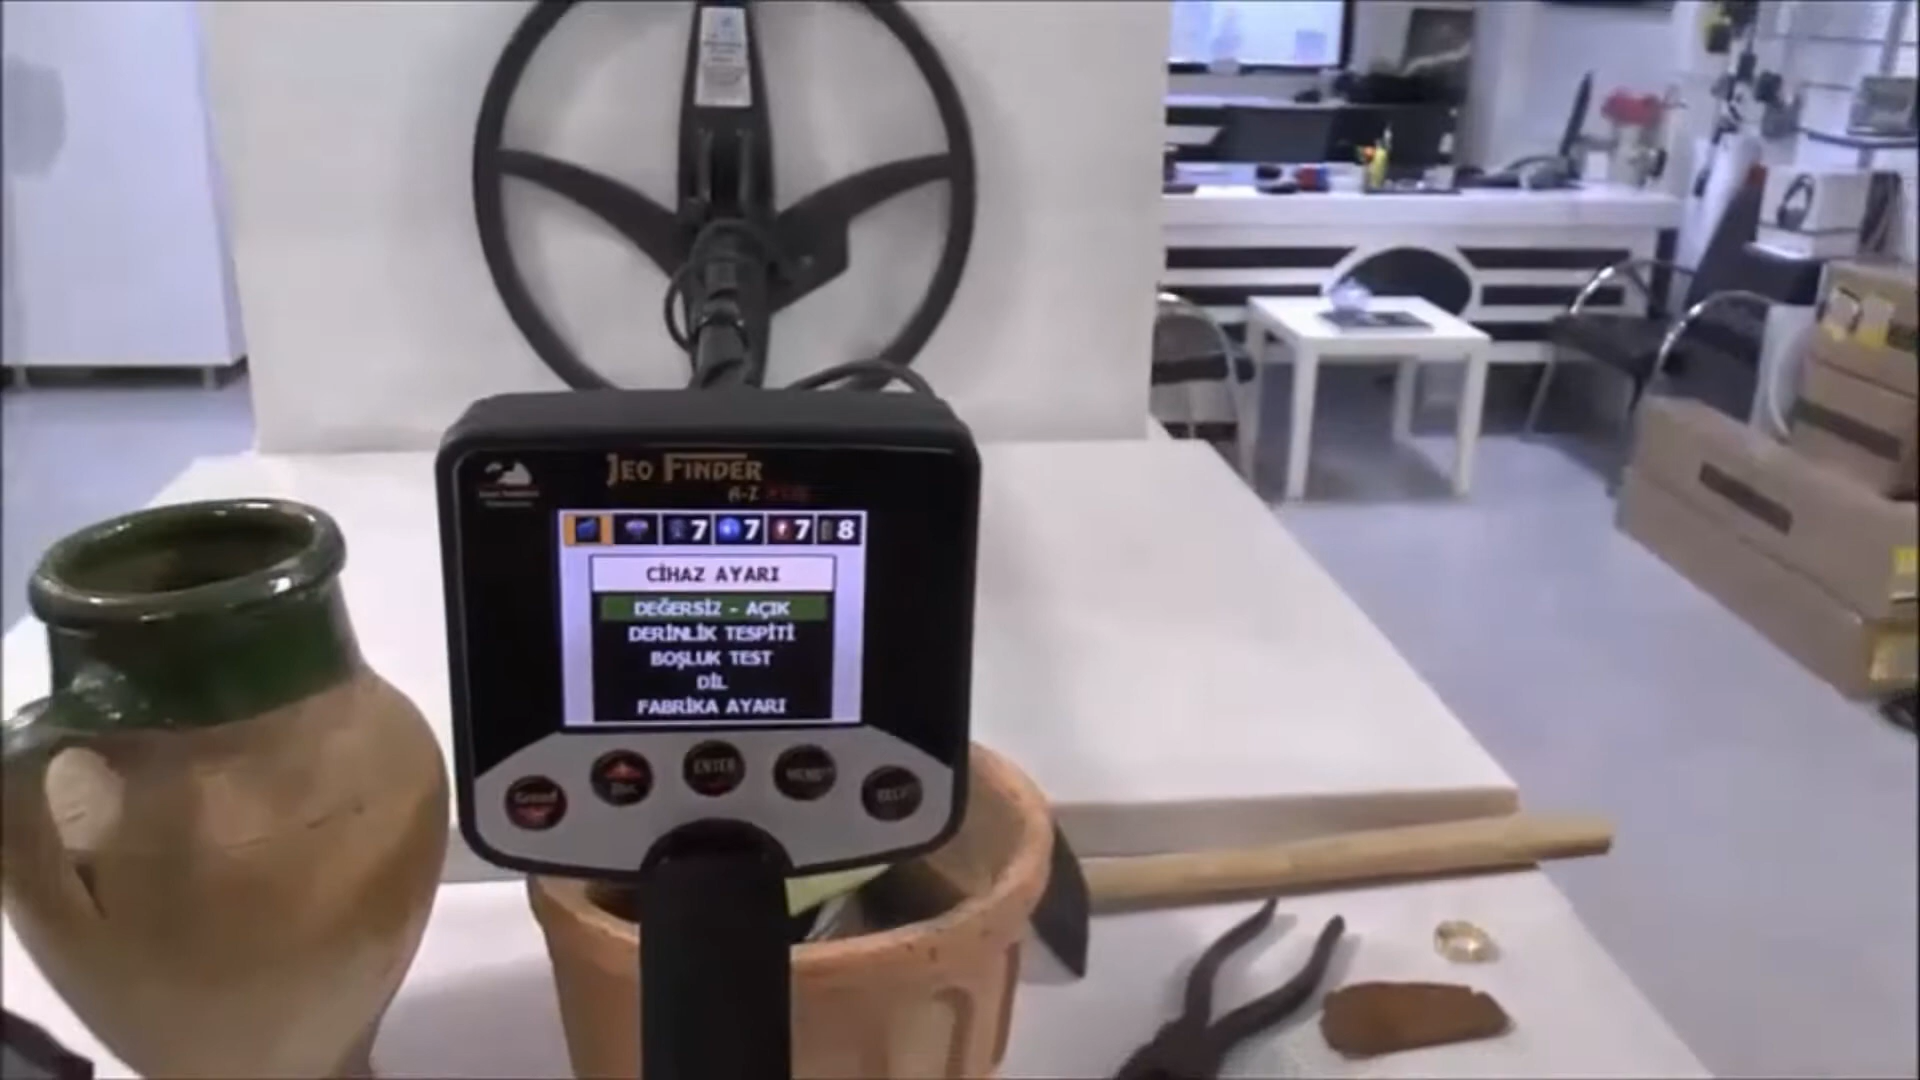 JEO FINDER
A-Z
7 7 7 8
CİHAZ AYARI
DEĞERSİZ - AÇIK
DERİNLİK TESPİTİ
BOŞLUK TEST
DİL
FABRİKA AYARI
ENTER
MENU